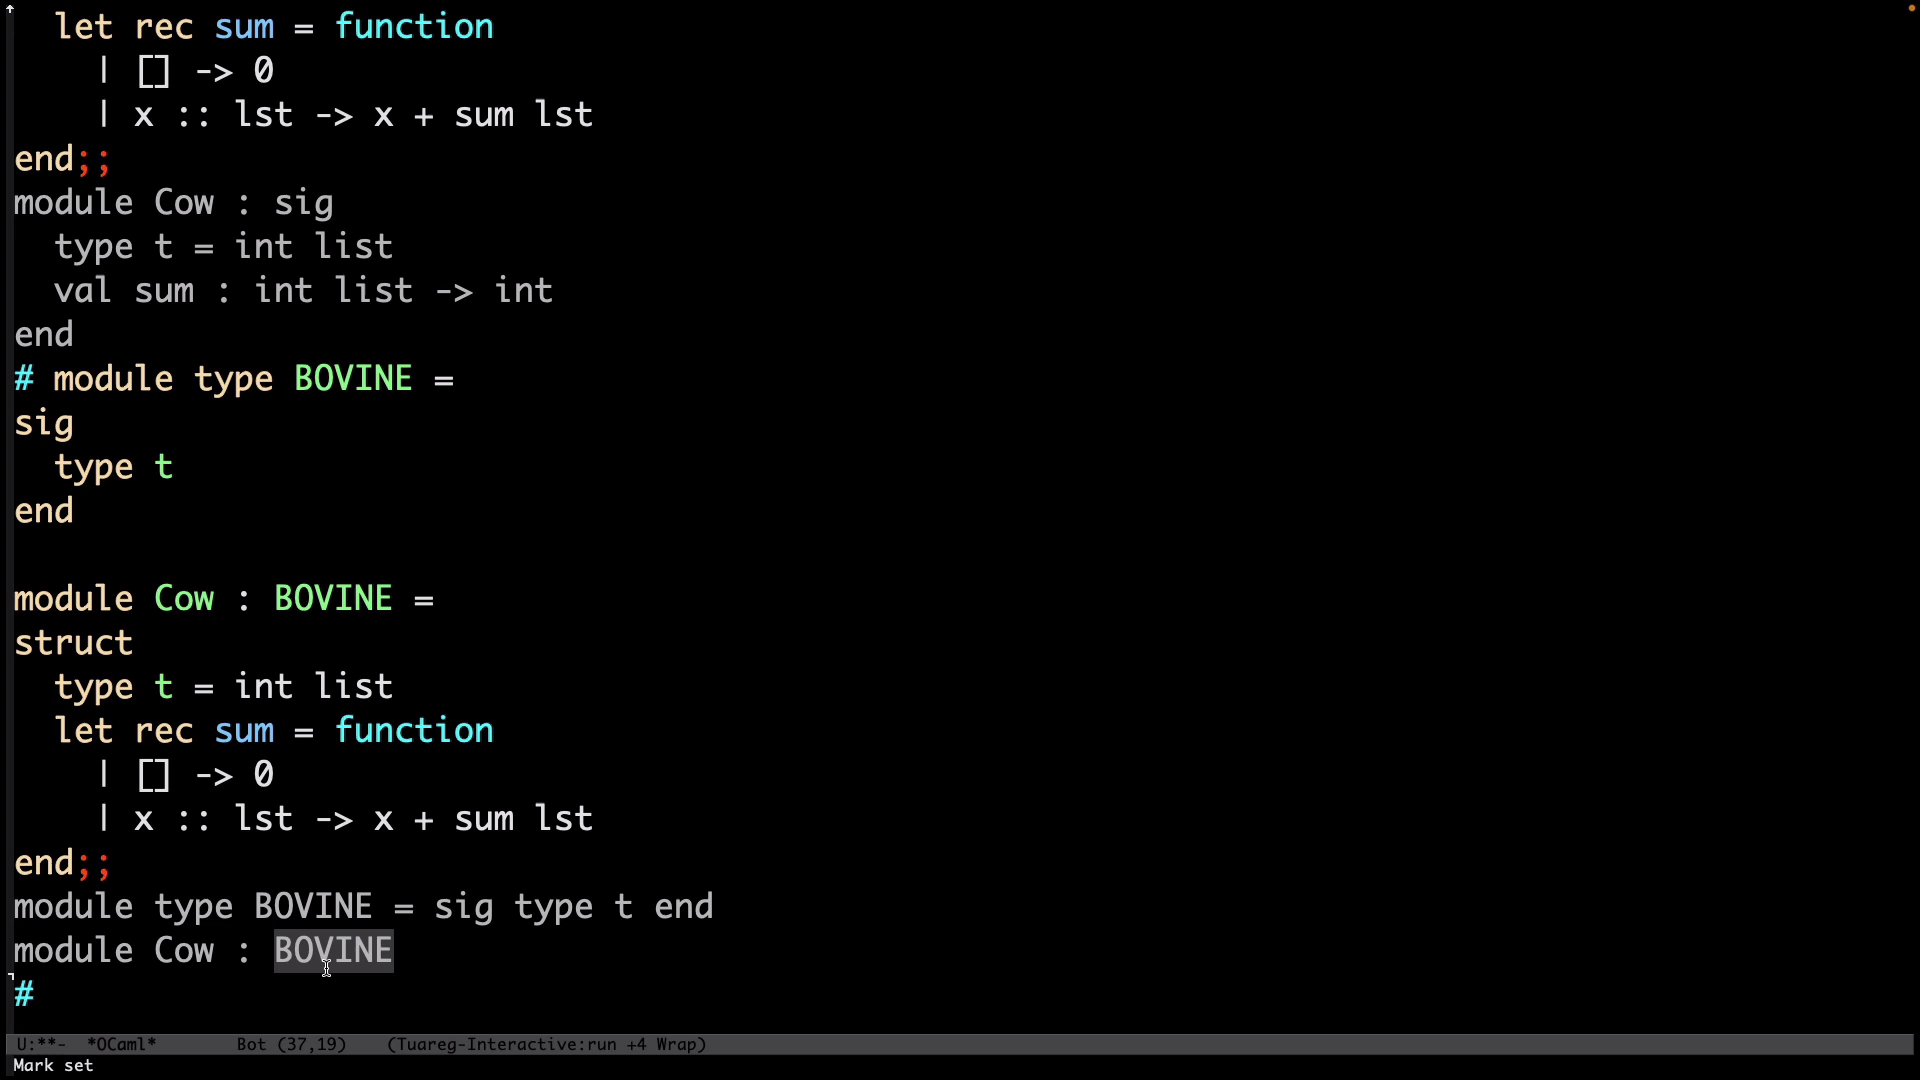 let rec sum = function
    | [] -> 0
    | x :: lst -> x + sum lst
end;;
module Cow : sig
  type t = int list
  val sum : int list -> int
end
# module type BOVINE =
sig
  type t
end

module Cow : BOVINE =
struct
  type t = int list
  let rec sum = function
    | [] -> 0
    | x :: lst -> x + sum lst
end;;
module type BOVINE = sig type t end
module Cow : BOVINE
#
U:**-  *OCaml*        Bot (37,19)    (Tuareg-Interactive:run +4 Wrap)
Mark set